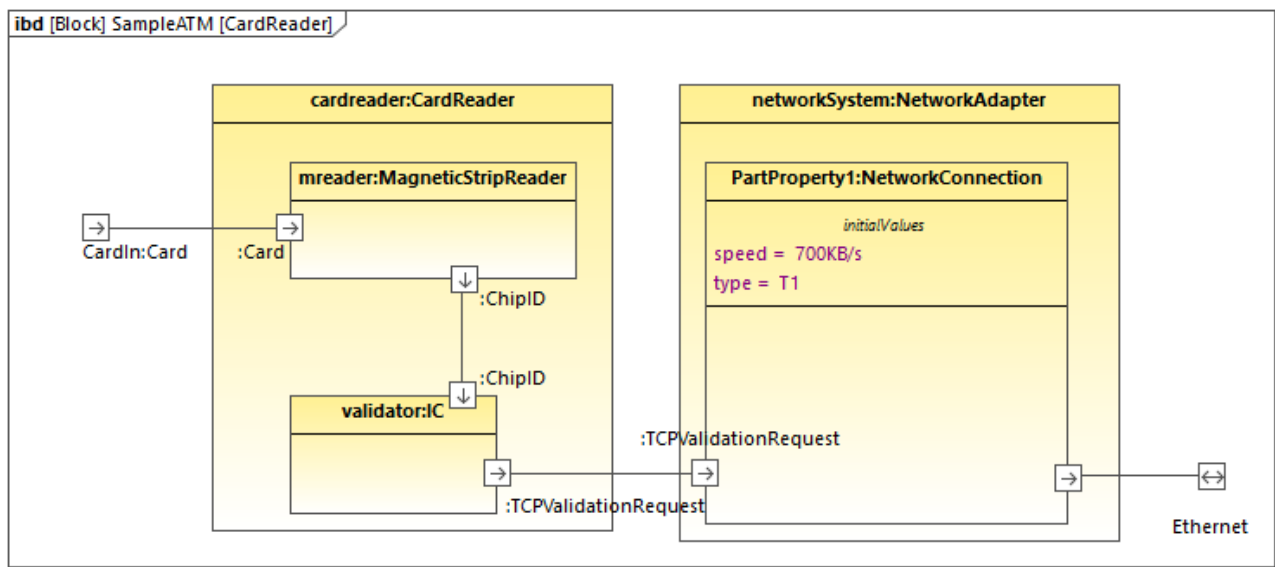 ibd [Block] SampleATM [CardReader]
cardreader:CardReader
networkSystem:NetworkAdapter
mreader:MagneticStripReader
PartProperty1:NetworkConnection
initialValues
speed = 700KB/s
type = T1
CardIn:Card
:Card
:ChipID
:ChipID
validator:IC
:TCPValidationRequest
:TCPValidationRequest
Ethernet